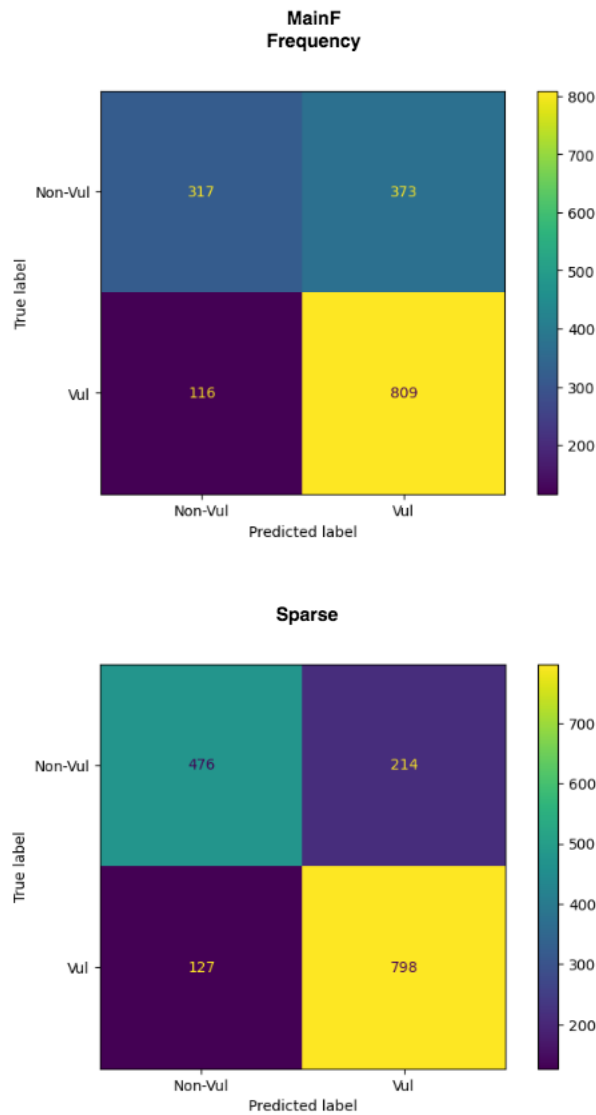 MainF
Frequency
800
700
Non-Vul 317 373
600
500
True label
400
300
Vul 116 809
200
Non-Vul Vul
Predicted label
Sparse
700
Non-Vul 476 214
600
500
True label
400
Vul 127 798
300
200
Non-Vul Vul
Predicted label